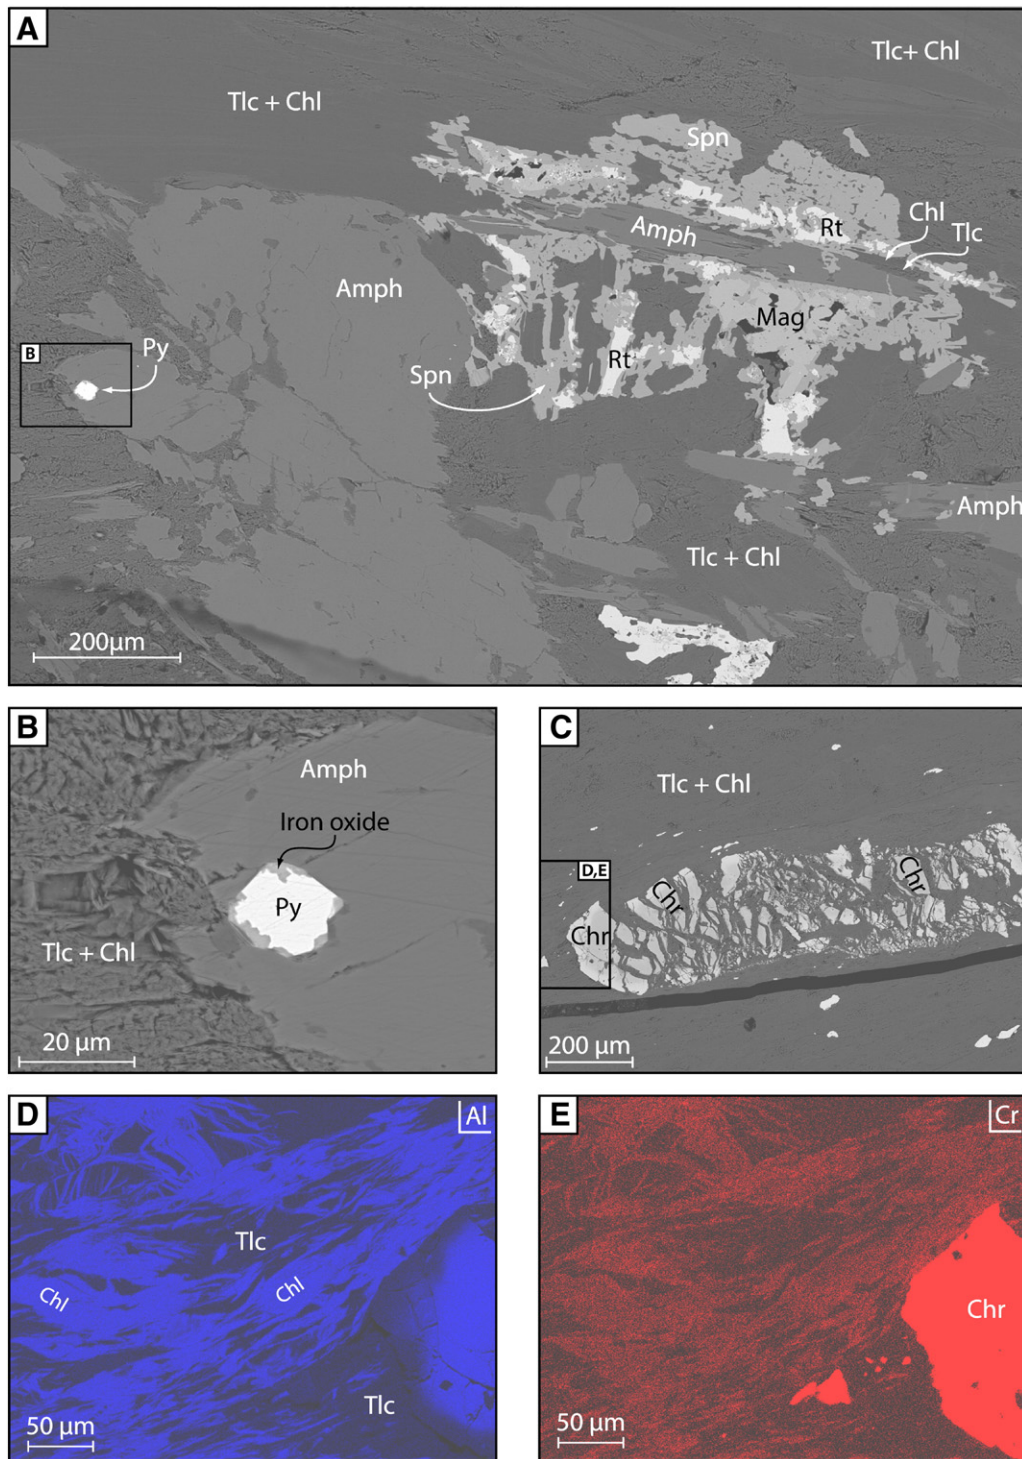 A
Tlc+ Chl
Tlc + Chl
Spn
Chl
Tlc
Rt
Amph
Amph
Mag
B
Py
Rt
Spn
Amph
Tlc + Chl
200µm
B
Amph
Iron oxide
Py
Tlc + Chl
20 µm
C
Tlc + Chl
D,E
Chr
Chr
Chr
200 µm
D
Al
Tlc
Chl
Chl
Tlc
50 µm
E
Cr
Chr
50 µm